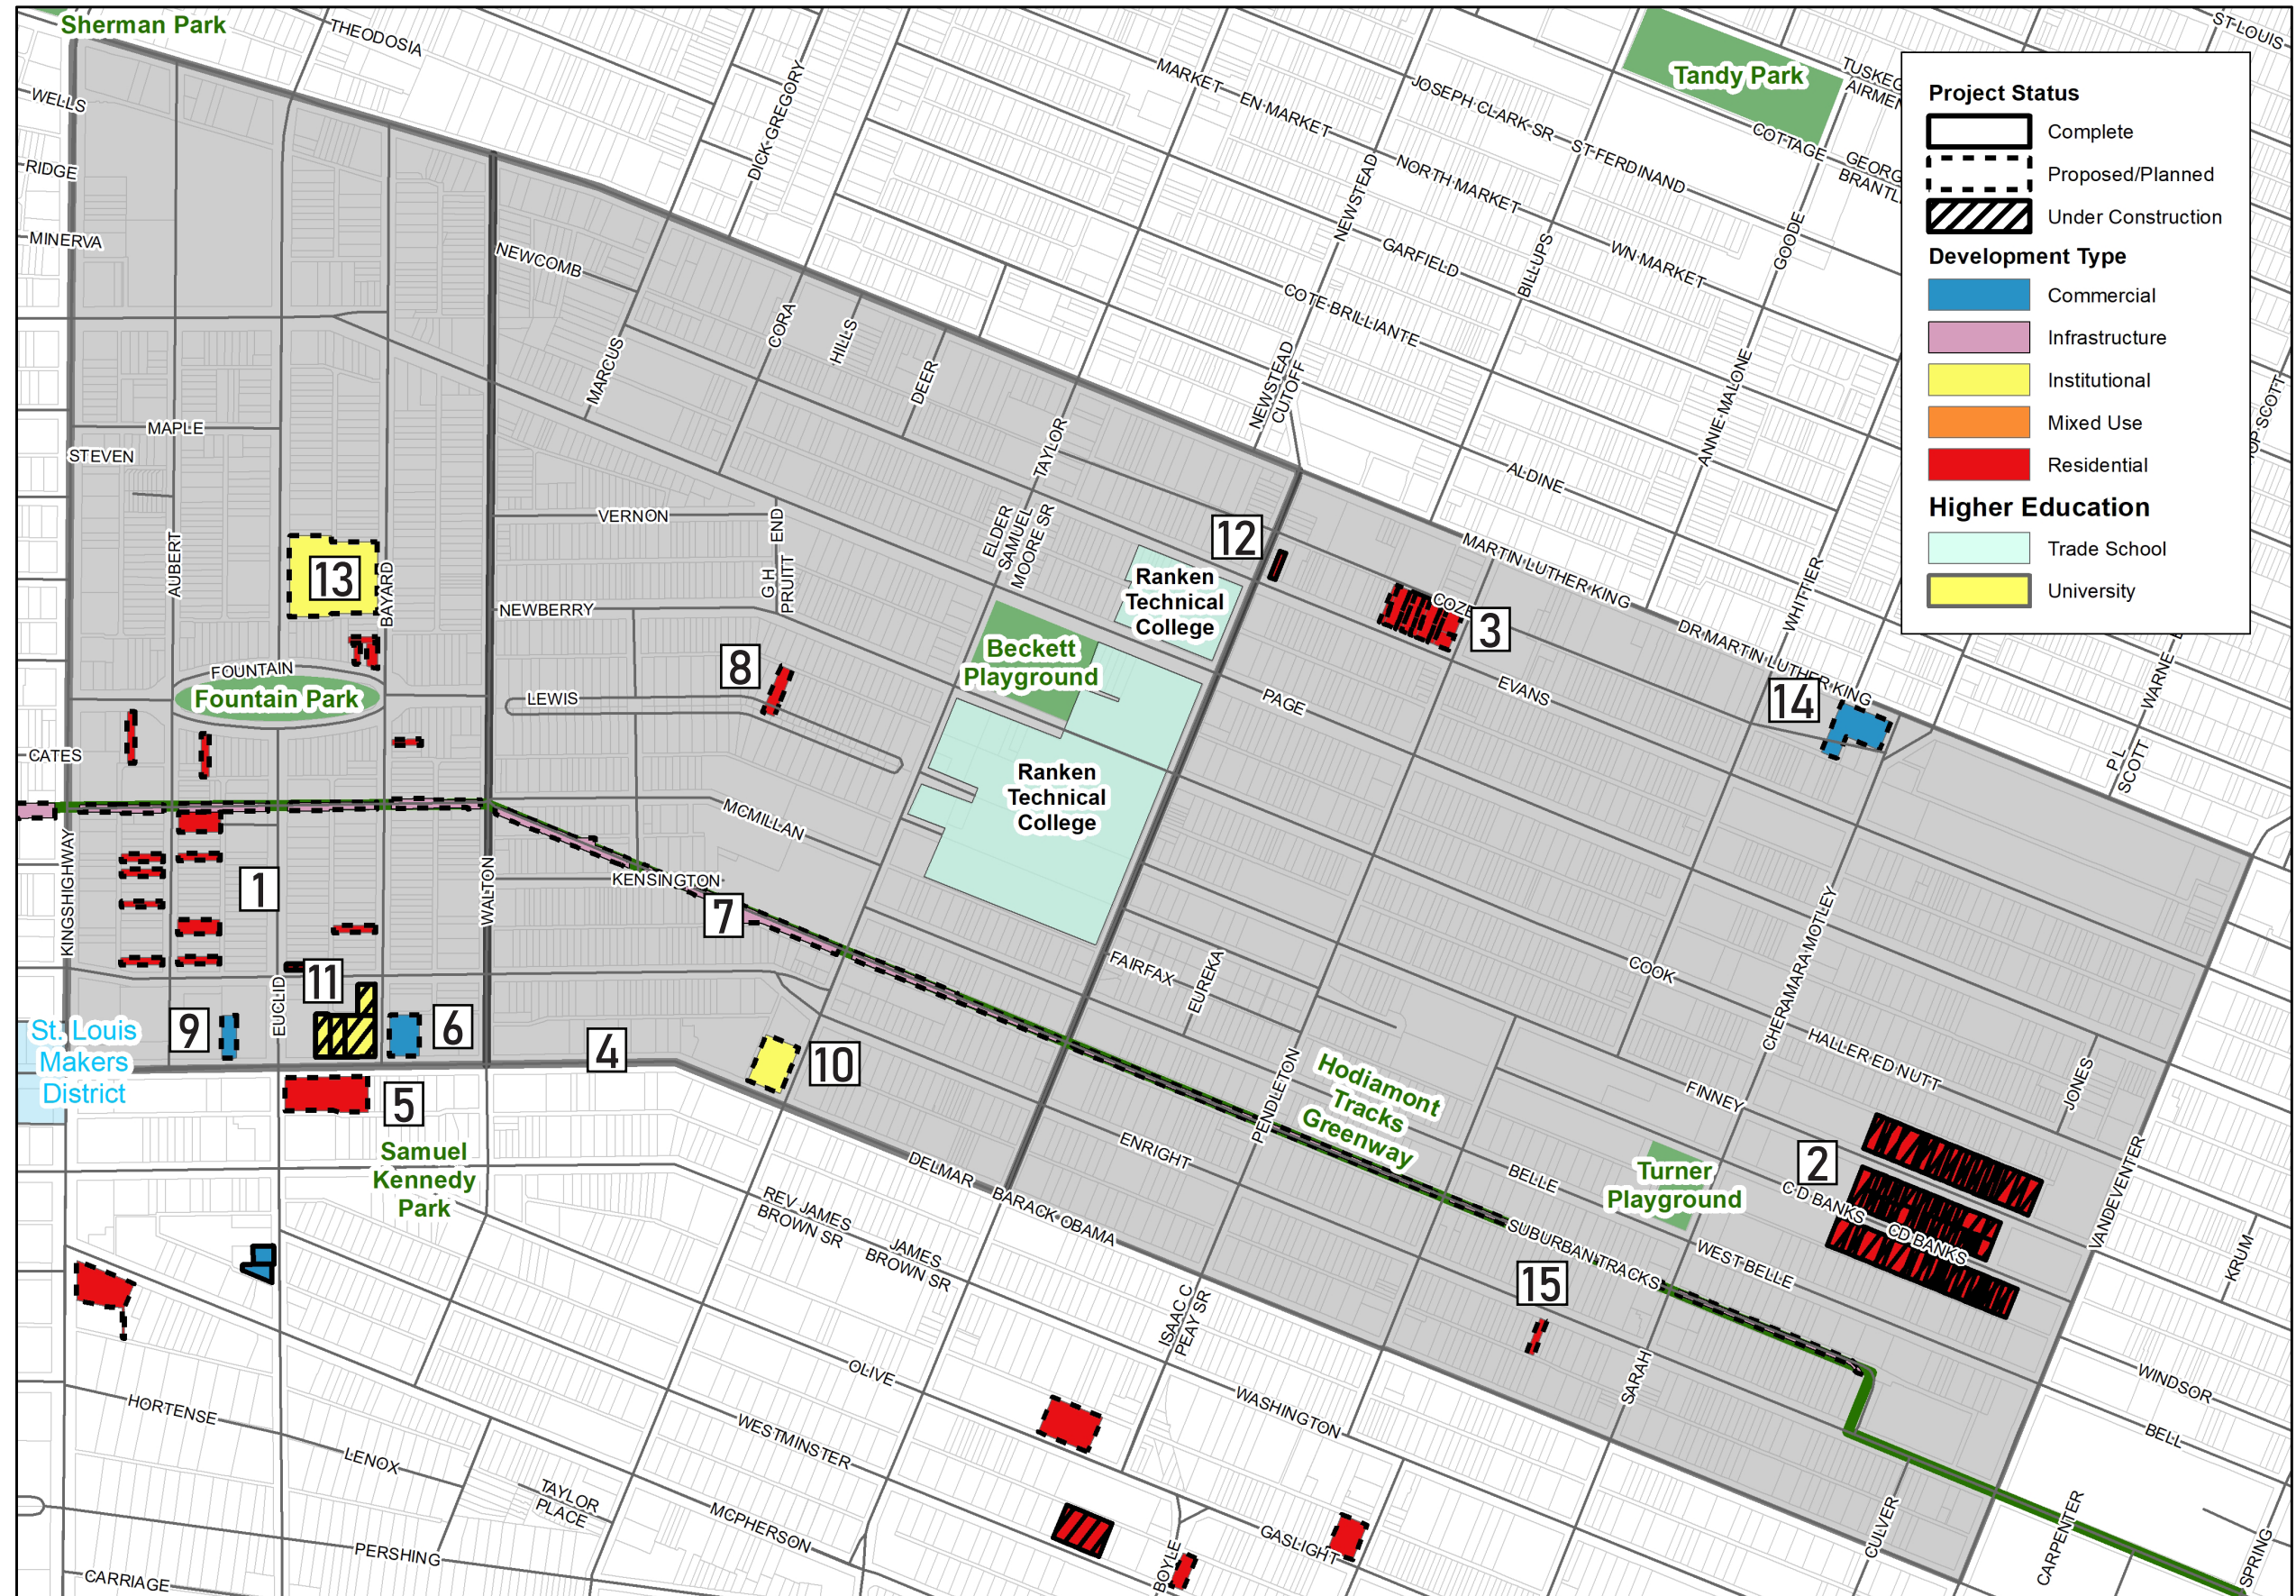 Sherman Park
THEODOSIA
WELLS
RIDGE
MINERVA
DICK GREGORY
MARKET
EN MARKET
JOSEPH CLARK SR
ST FERDINAND
NORTH MARKET
WN MARKET
GARFIELD
COTE BRILLIANTE
NEWSTEAD
BILLUPS
GOODE
Tandy Park
COTTAGE
ST LOUIS
Project Status
Complete
Proposed/Planned
Under Construction
Development Type
Commercial
Infrastructure
Institutional
Mixed Use
Residential
Higher Education
Trade School
University
NEWCOMB
MARCUS
CORA
HILLS
DEER
NEWSTEAD
CUTOFF
ANNIE MALONE
ALDINE
MAPLE
STEVEN
AUBERT
BAYARD
VERNON
END
G H
PRUITT
TAYLOR
ELDER
SAMUEL
MOORE SR
NEWBERRY
LEWIS
12
13
8
3
14
Ranken
Technical
College
Beckett
Playground
Ranken
Technical
College
MARTIN LUTHER KING
DR MARTIN LUTHER KING
WHITTIER
WARNE
P L
SCOTT
EVANS
PAGE
FOUNTAIN
Fountain Park
CATES
KINGSHIGHWAY
WALTON
MCMILLAN
KENSINGTON
1
7
EUCLID
11
9
6
4
10
5
St. Louis
Makers
District
Samuel
Kennedy
Park
FAIRFAX
EUREKA
COOK
CHERAMARA MOTLEY
HALLER ED NUTT
JONES
FINNEY
PENDLETON
Hodiamont
Tracks
Greenway
ENRIGHT
DELMAR
BARACK OBAMA
BELLE
Turner
Playground
2
C D BANKS
CD BANKS
VANDEVENTER
KRUM
SUBURBAN TRACKS
WEST BELLE
15
REV JAMES
BROWN SR
JAMES
BROWN SR
ISAAC C
PEAY SR
OLIVE
WASHINGTON
SARAH
WINDSOR
BELL
HORTENSE
LENOX
WESTMINSTER
TAYLOR
PLACE
MCPHERSON
PERSHING
CARRIAGE
BOYLE
GASLIGHT
CULVER
CARPENTER
SPRING